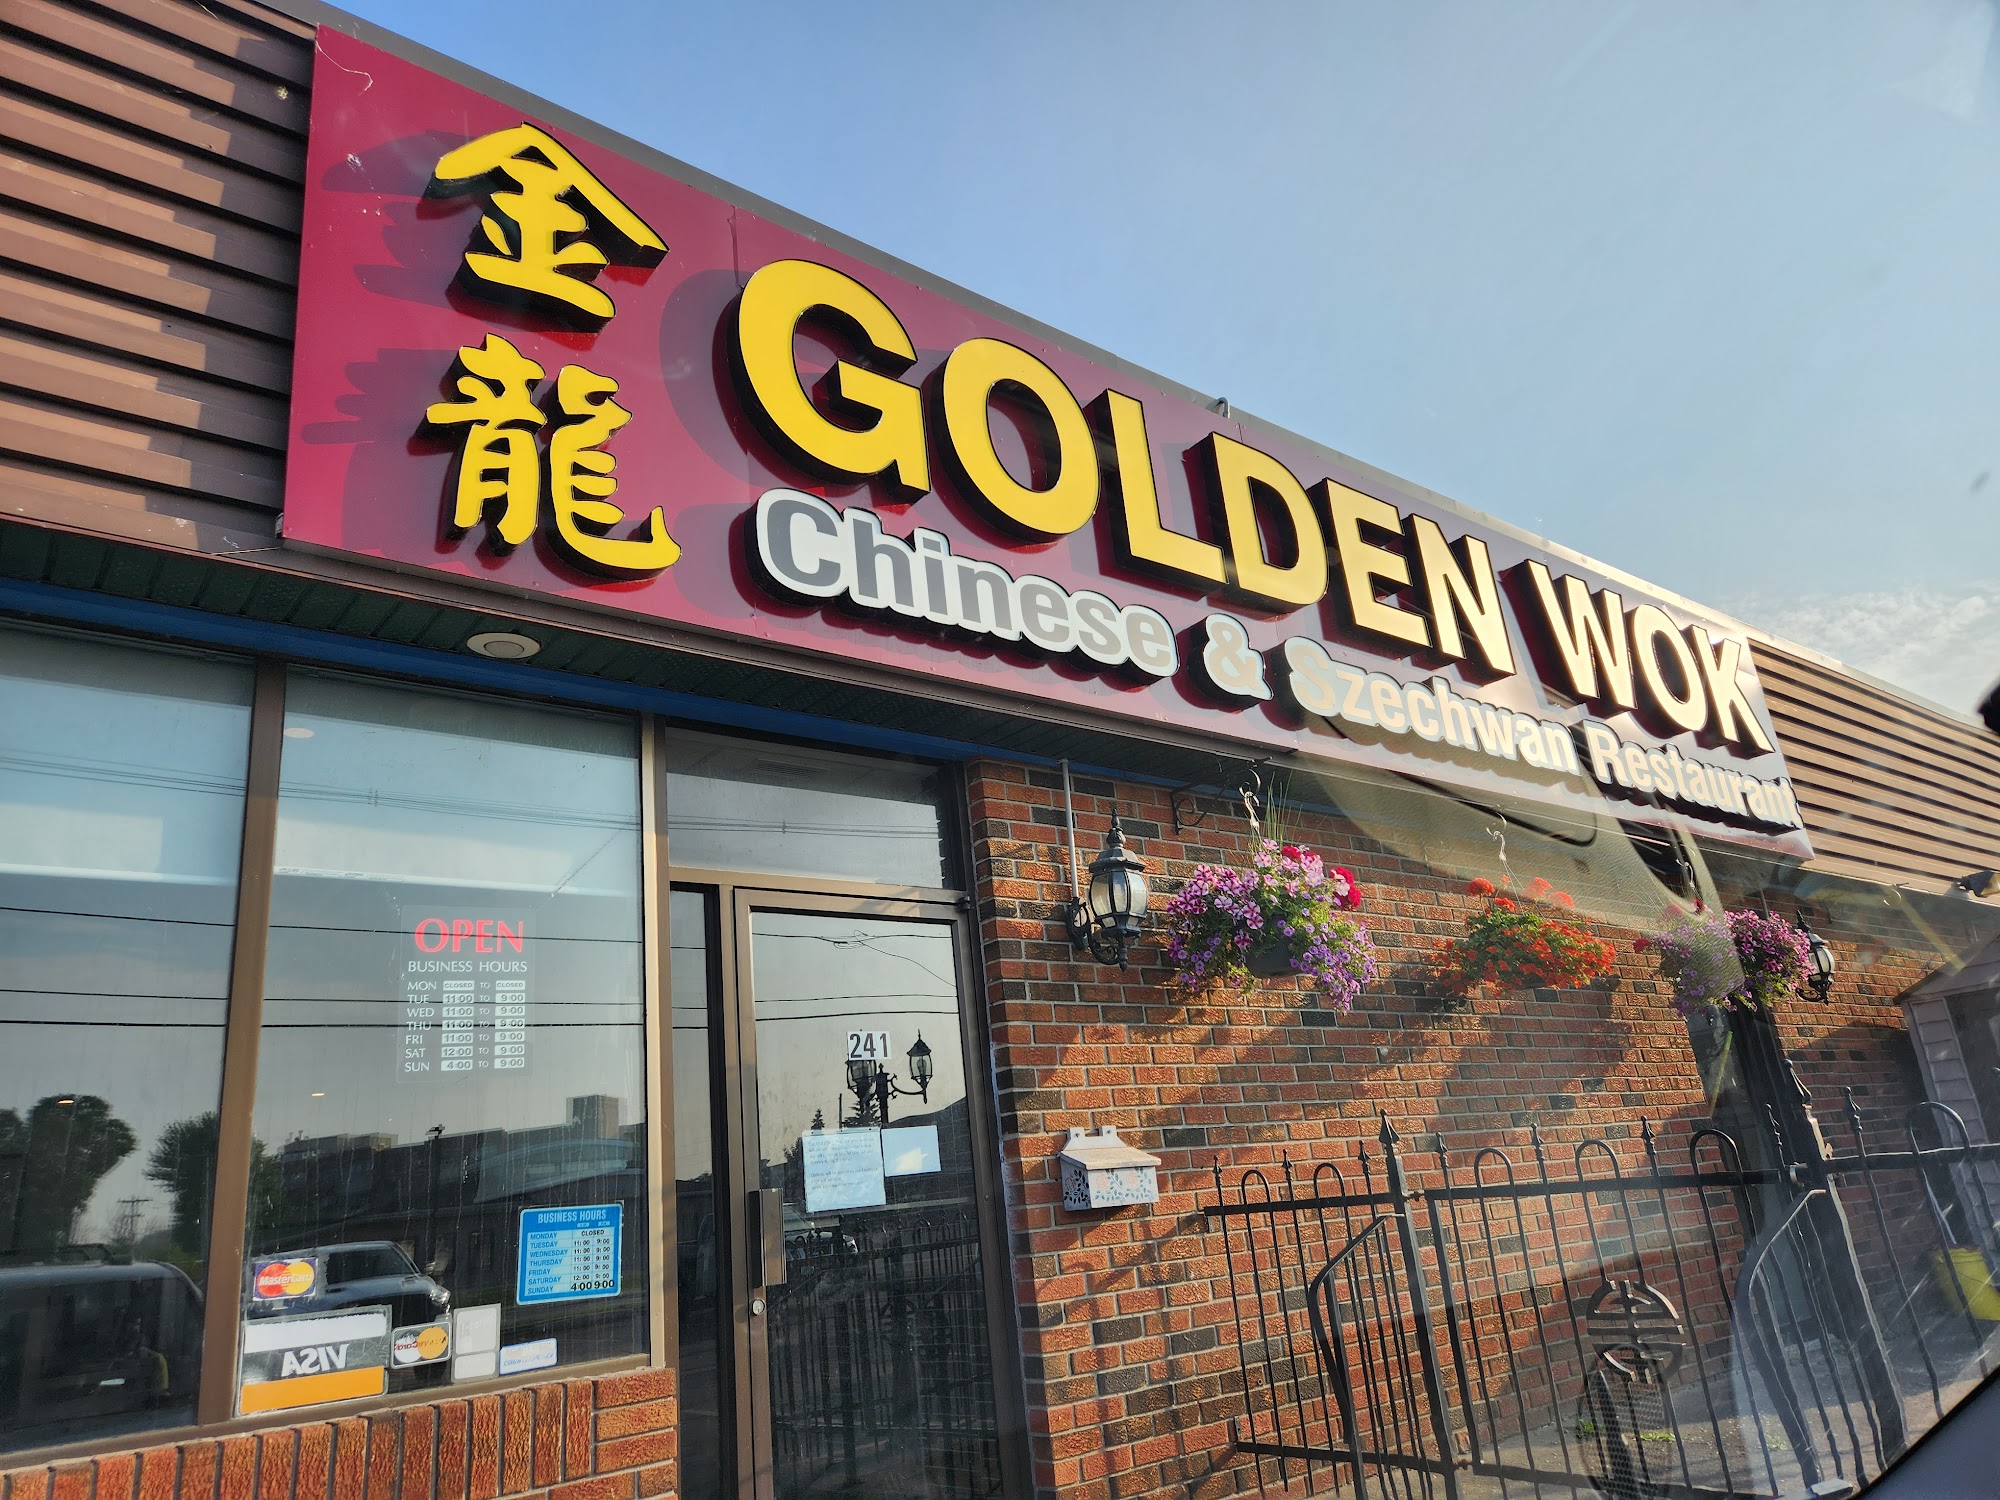 金
龍
GOLDEN WOK
Chinese & Szechwan Restaurant
OPEN
BUSINESS HOURS
MON CLOSED TO CLOSED
TUE 11:00 TO 9:00
WED 11:00 TO 9:00
THU 11:00 TO 9:00
FRI 11:00 TO 9:00
SAT 12:00 TO 9:00
SUN 4:00 TO 9:00
241
BUSINESS HOURS
MONDAY CLOSED
TUESDAY 11:00 9:00
WEDNESDAY 11:00 9:00
THURSDAY 11:00 9:00
FRIDAY 11:00 9:00
SATURDAY 12:00 9:00
SUNDAY 4:00 9:00
MasterCard
VISA
MasterCard